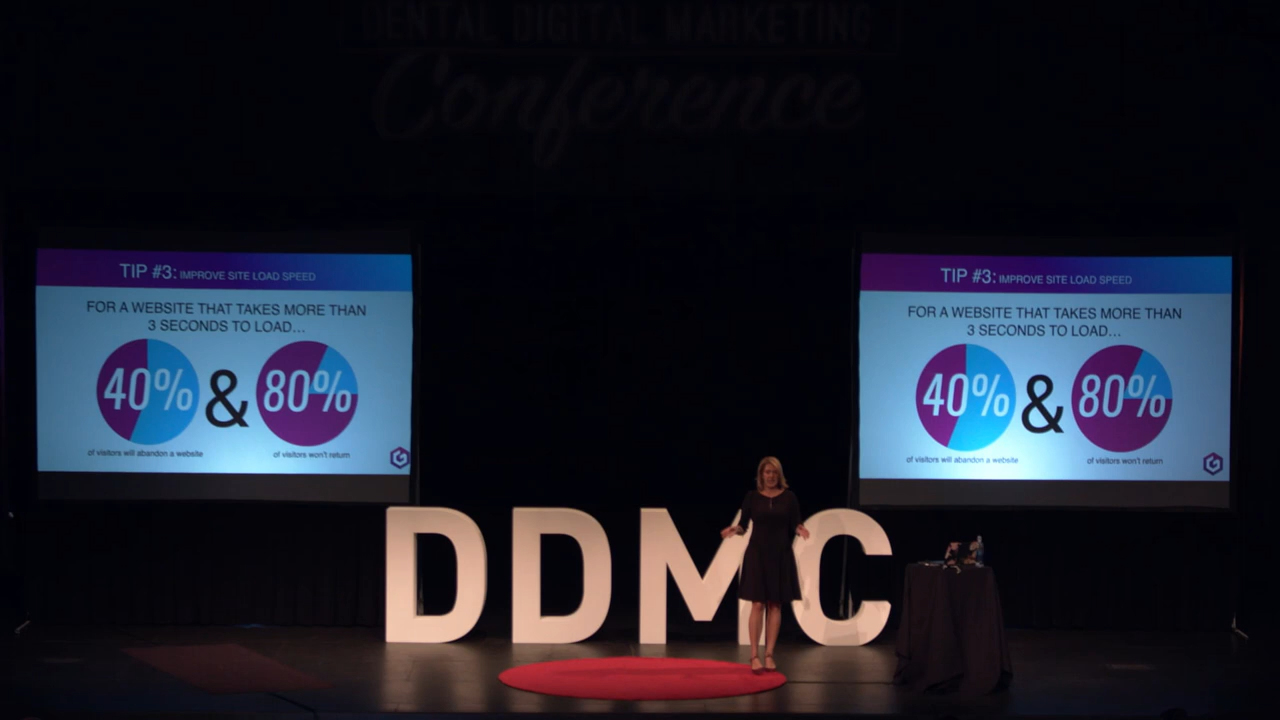 DENTAL DIGITAL MARKETING
Conference
TIP #3: IMPROVE SITE LOAD SPEED
FOR A WEBSITE THAT TAKES MORE THAN
3 SECONDS TO LOAD...
40% & 80%
of visitors will abandon a website
of visitors won't return
TIP #3: IMPROVE SITE LOAD SPEED
FOR A WEBSITE THAT TAKES MORE THAN
3 SECONDS TO LOAD...
40% & 80%
of visitors will abandon a website
of visitors won't return
DDMC